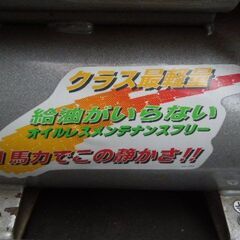 クラス最軽量
給油がいらない
オイルレスメンテナンスフリー
馬力でこの静かさ!!